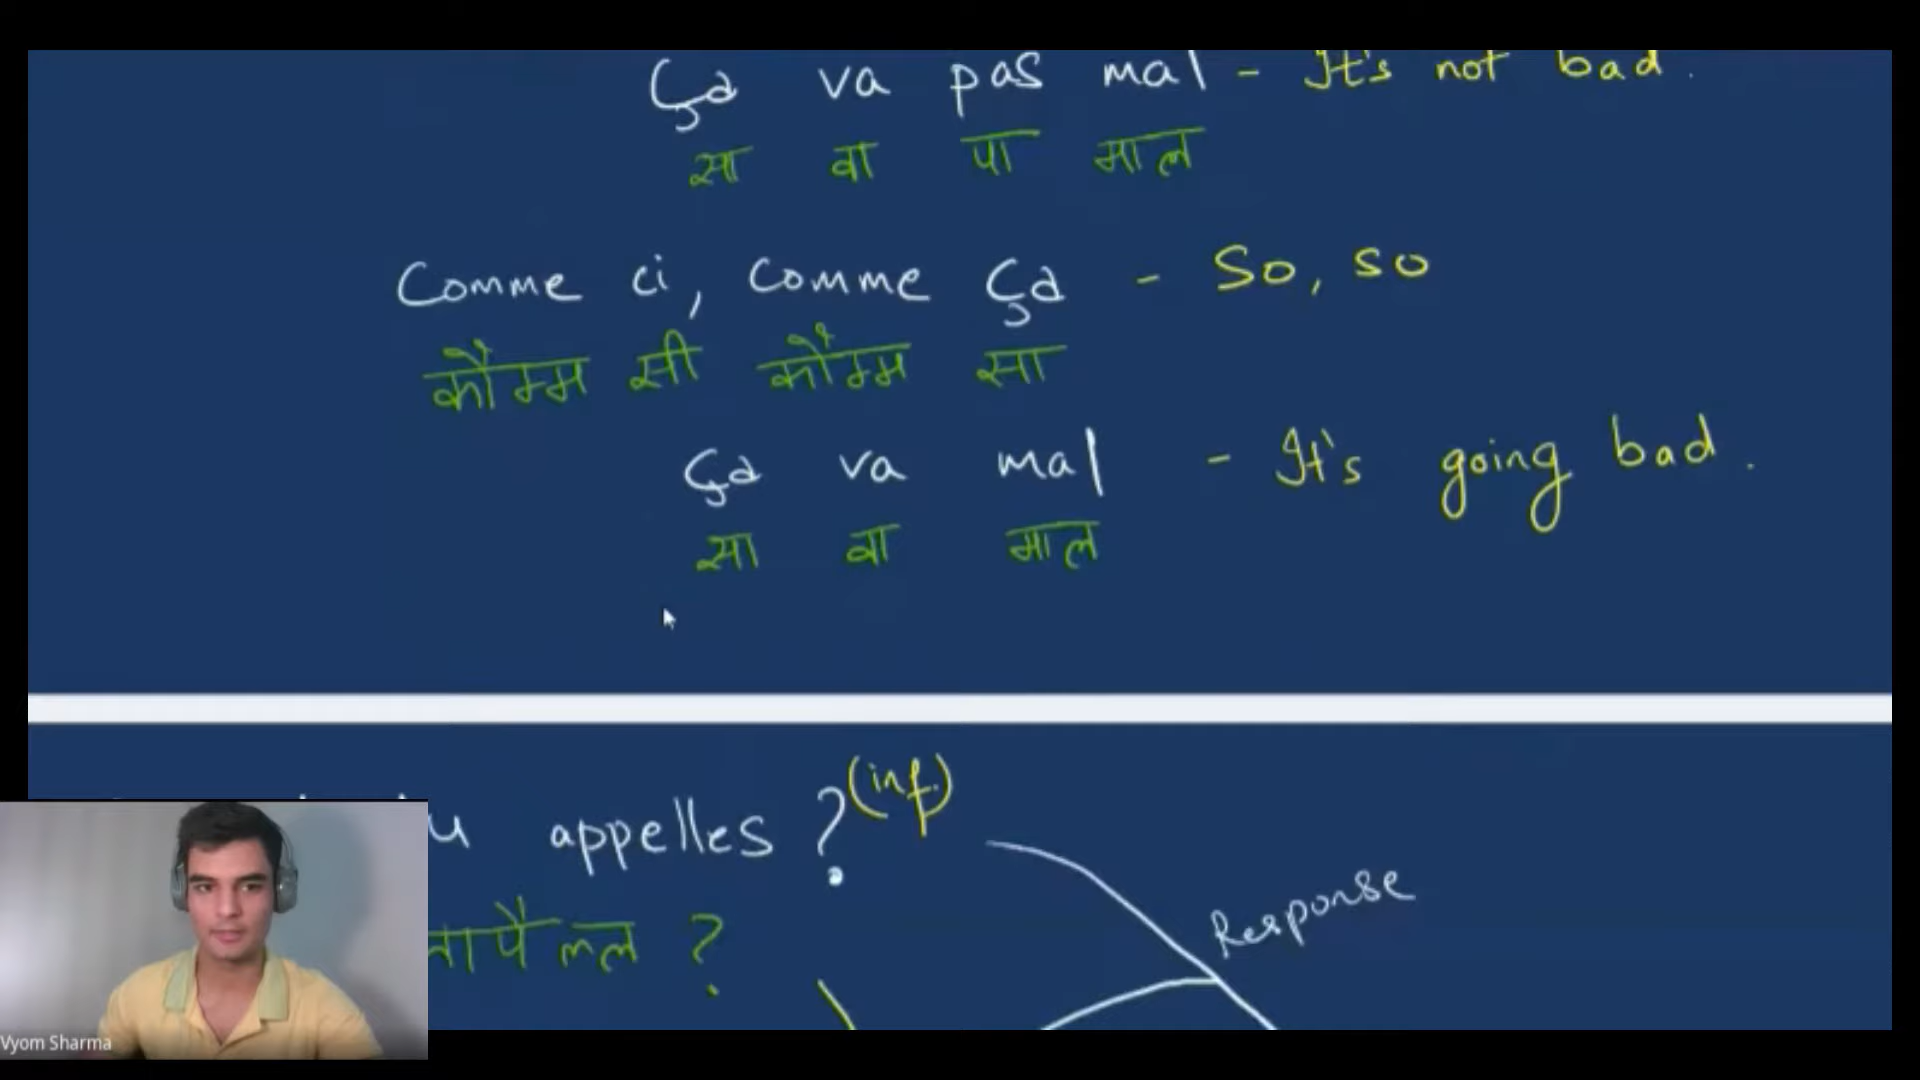 Ça va pas mal - It's not bad.
सा वा पा माल
Comme ci, comme ça - So, so
कौम्म सी कौम्म सा
Ça va mal - It's going bad.
सा वा माल
appelles ? (inf.)
Response
?
Vyom Sharma